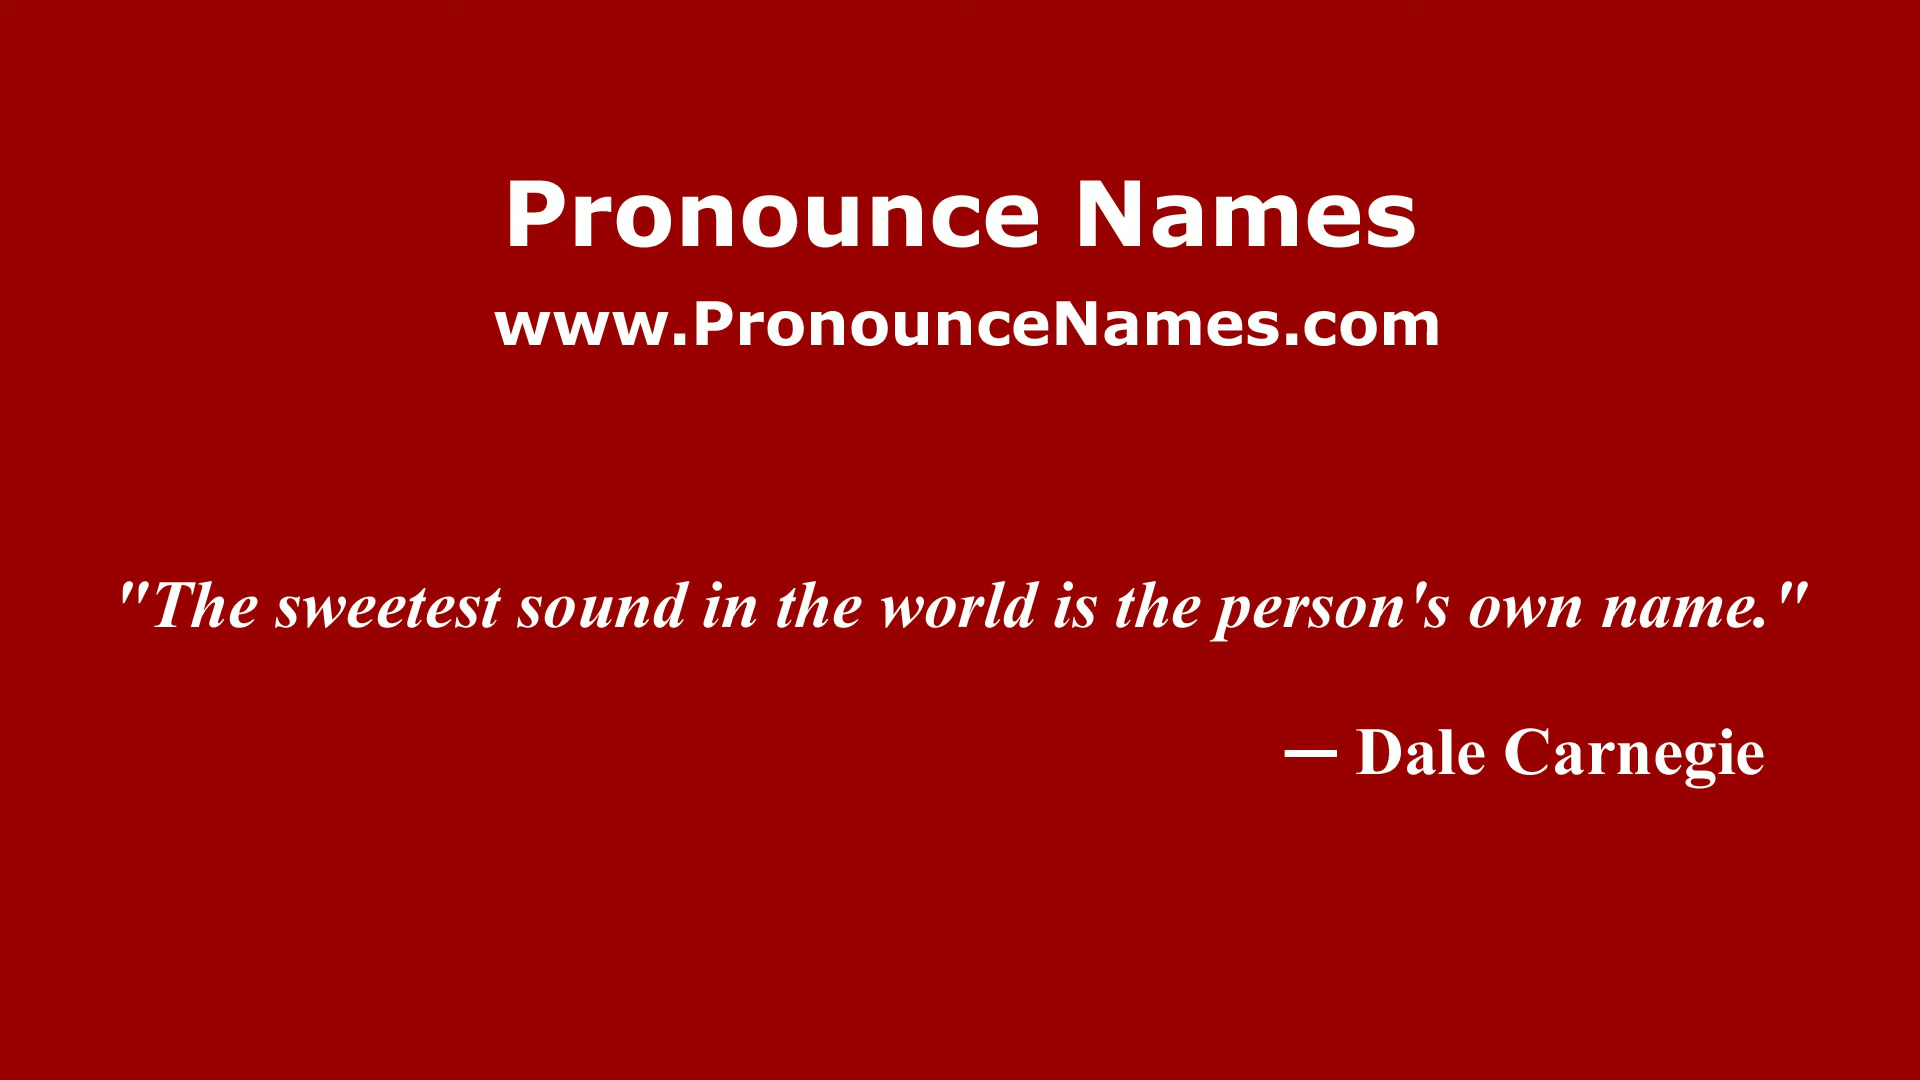 Pronounce Names
www.PronounceNames.com
"The sweetest sound in the world is the person's own name."
— Dale Carnegie